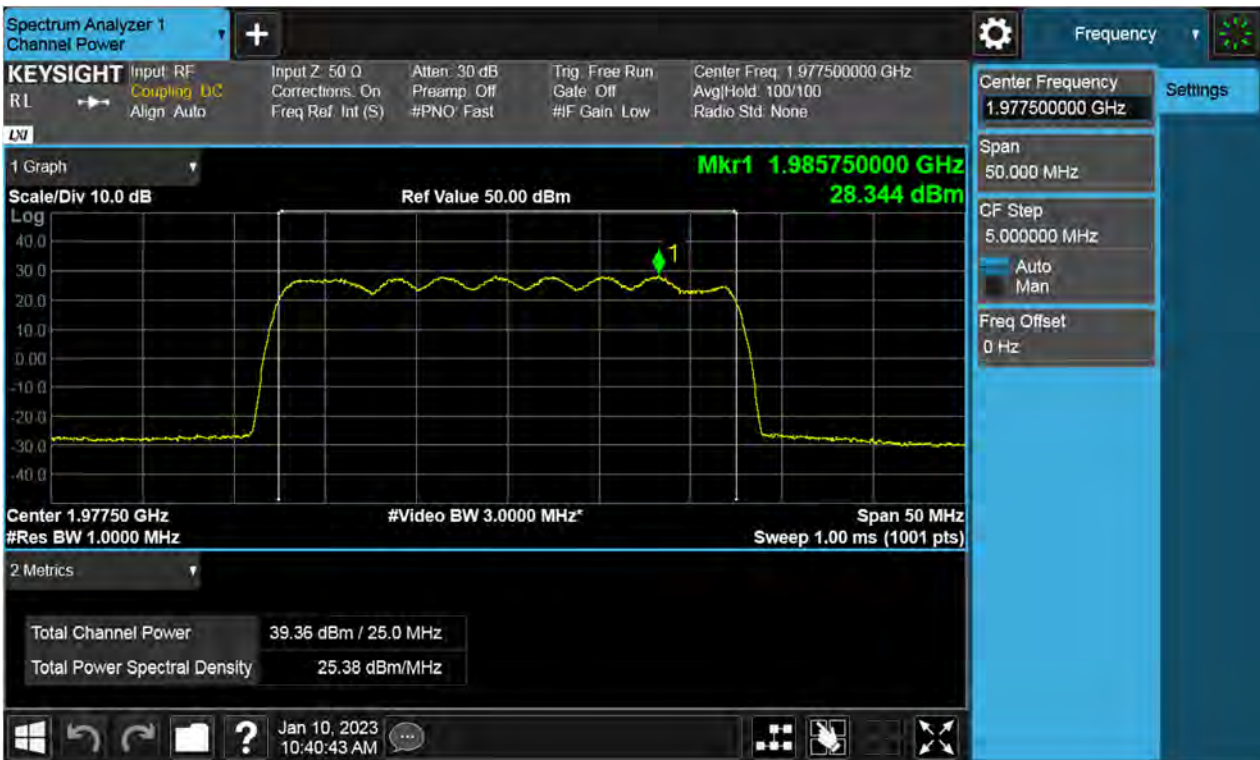 Spectrum Analyzer 1
Channel Power
+
Frequency
KEYSIGHT
RL
LXI
Input: RF
Coupling: DC
Align: Auto
Input Z: 50 Ω
Corrections: On
Freq Ref: Int (S)
Atten: 30 dB
Preamp: Off
#PNO: Fast
Trig: Free Run
Gate: Off
#IF Gain: Low
Center Freq: 1.977500000 GHz
Avg|Hold: 100/100
Radio Std: None
Center Frequency
1.977500000 GHz
Settings
Span
50.000 MHz
CF Step
5.000000 MHz
Auto
Man
Freq Offset
0 Hz
1 Graph
Mkr1 1.985750000 GHz
28.344 dBm
Scale/Div 10.0 dB
Ref Value 50.00 dBm
Log
40.0
30.0
20.0
10.0
0.00
-10.0
-20.0
-30.0
-40.0
1
Center 1.97750 GHz
#Video BW 3.0000 MHz*
Span 50 MHz
#Res BW 1.0000 MHz
Sweep 1.00 ms (1001 pts)
2 Metrics
Total Channel Power 39.36 dBm / 25.0 MHz
Total Power Spectral Density 25.38 dBm/MHz
?
Jan 10, 2023
10:40:43 AM